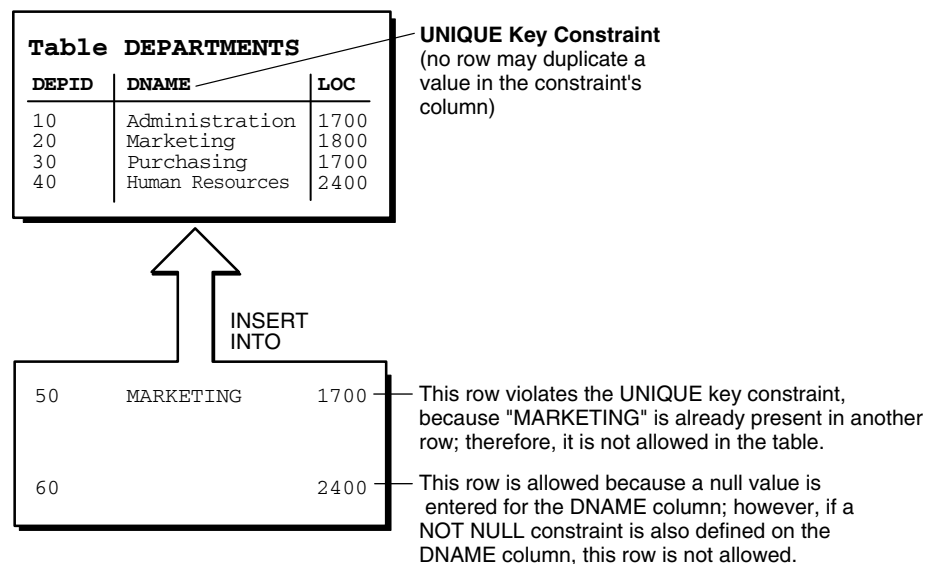 Table DEPARTMENTS
DEPID DNAME LOC
10 Administration 1700
20 Marketing 1800
30 Purchasing 1700
40 Human Resources 2400
UNIQUE Key Constraint
(no row may duplicate a
value in the constraint's
column)
INSERT
INTO
50 MARKETING 1700
This row violates the UNIQUE key constraint,
because "MARKETING" is already present in another
row; therefore, it is not allowed in the table.
60 2400
This row is allowed because a null value is
entered for the DNAME column; however, if a
NOT NULL constraint is also defined on the
DNAME column, this row is not allowed.